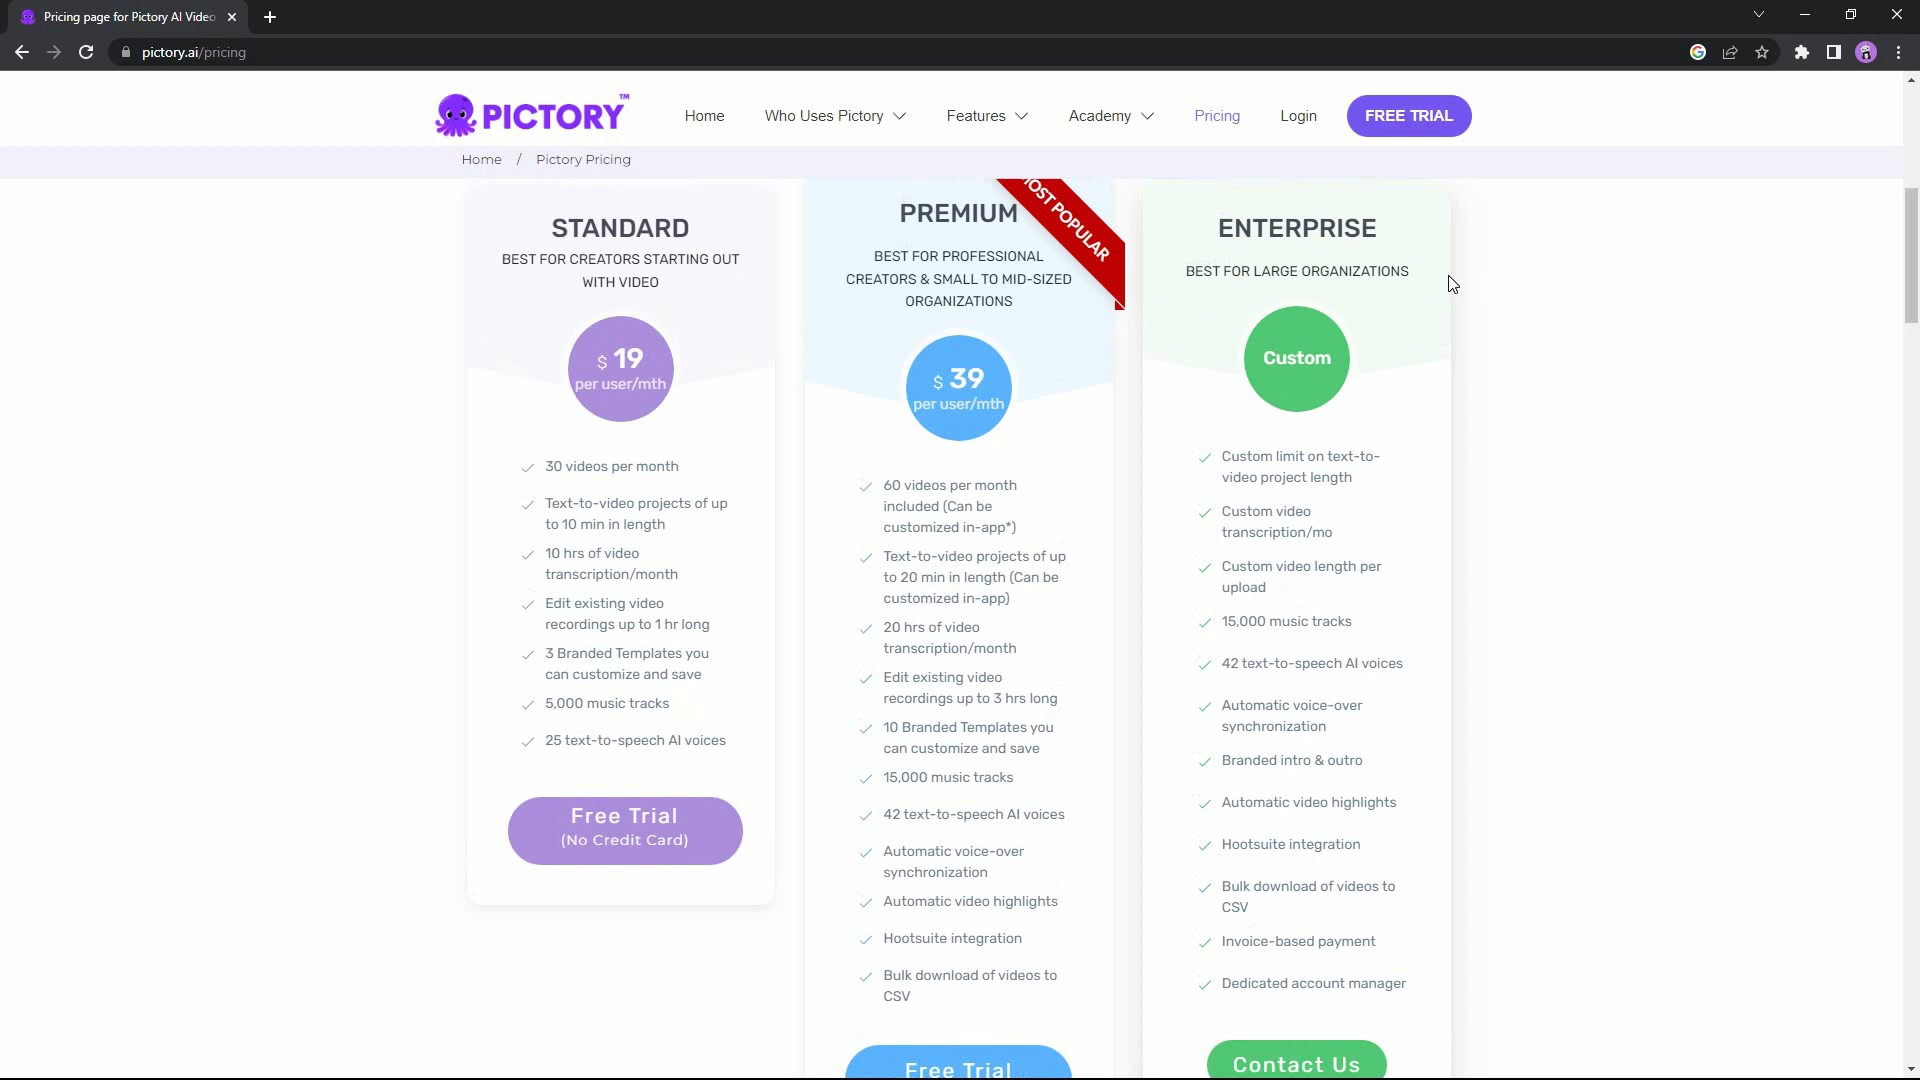 Pricing page for Pictory AI Video
pictory.ai/pricing
PICTORY™
Home
Who Uses Pictory
Features
Academy
Pricing
Login
FREE TRIAL
Home / Pictory Pricing
STANDARD
BEST FOR CREATORS STARTING OUT
WITH VIDEO
$ 19
per user/mth
30 videos per month
Text-to-video projects of up
to 10 min in length
10 hrs of video
transcription/month
Edit existing video
recordings up to 1 hr long
3 Branded Templates you
can customize and save
5,000 music tracks
25 text-to-speech AI voices
Free Trial
(No Credit Card)
PREMIUM
OST POPULAR
BEST FOR PROFESSIONAL
CREATORS & SMALL TO MID-SIZED
ORGANIZATIONS
$ 39
per user/mth
60 videos per month
included (Can be
customized in-app*)
Text-to-video projects of up
to 20 min in length (Can be
customized in-app)
20 hrs of video
transcription/month
Edit existing video
recordings up to 3 hrs long
10 Branded Templates you
can customize and save
15,000 music tracks
42 text-to-speech AI voices
Automatic voice-over
synchronization
Automatic video highlights
Hootsuite integration
Bulk download of videos to
CSV
Free Trial
ENTERPRISE
BEST FOR LARGE ORGANIZATIONS
Custom
Custom limit on text-to-
video project length
Custom video
transcription/mo
Custom video length per
upload
15,000 music tracks
42 text-to-speech AI voices
Automatic voice-over
synchronization
Branded intro & outro
Automatic video highlights
Hootsuite integration
Bulk download of videos to
CSV
Invoice-based payment
Dedicated account manager
Contact Us